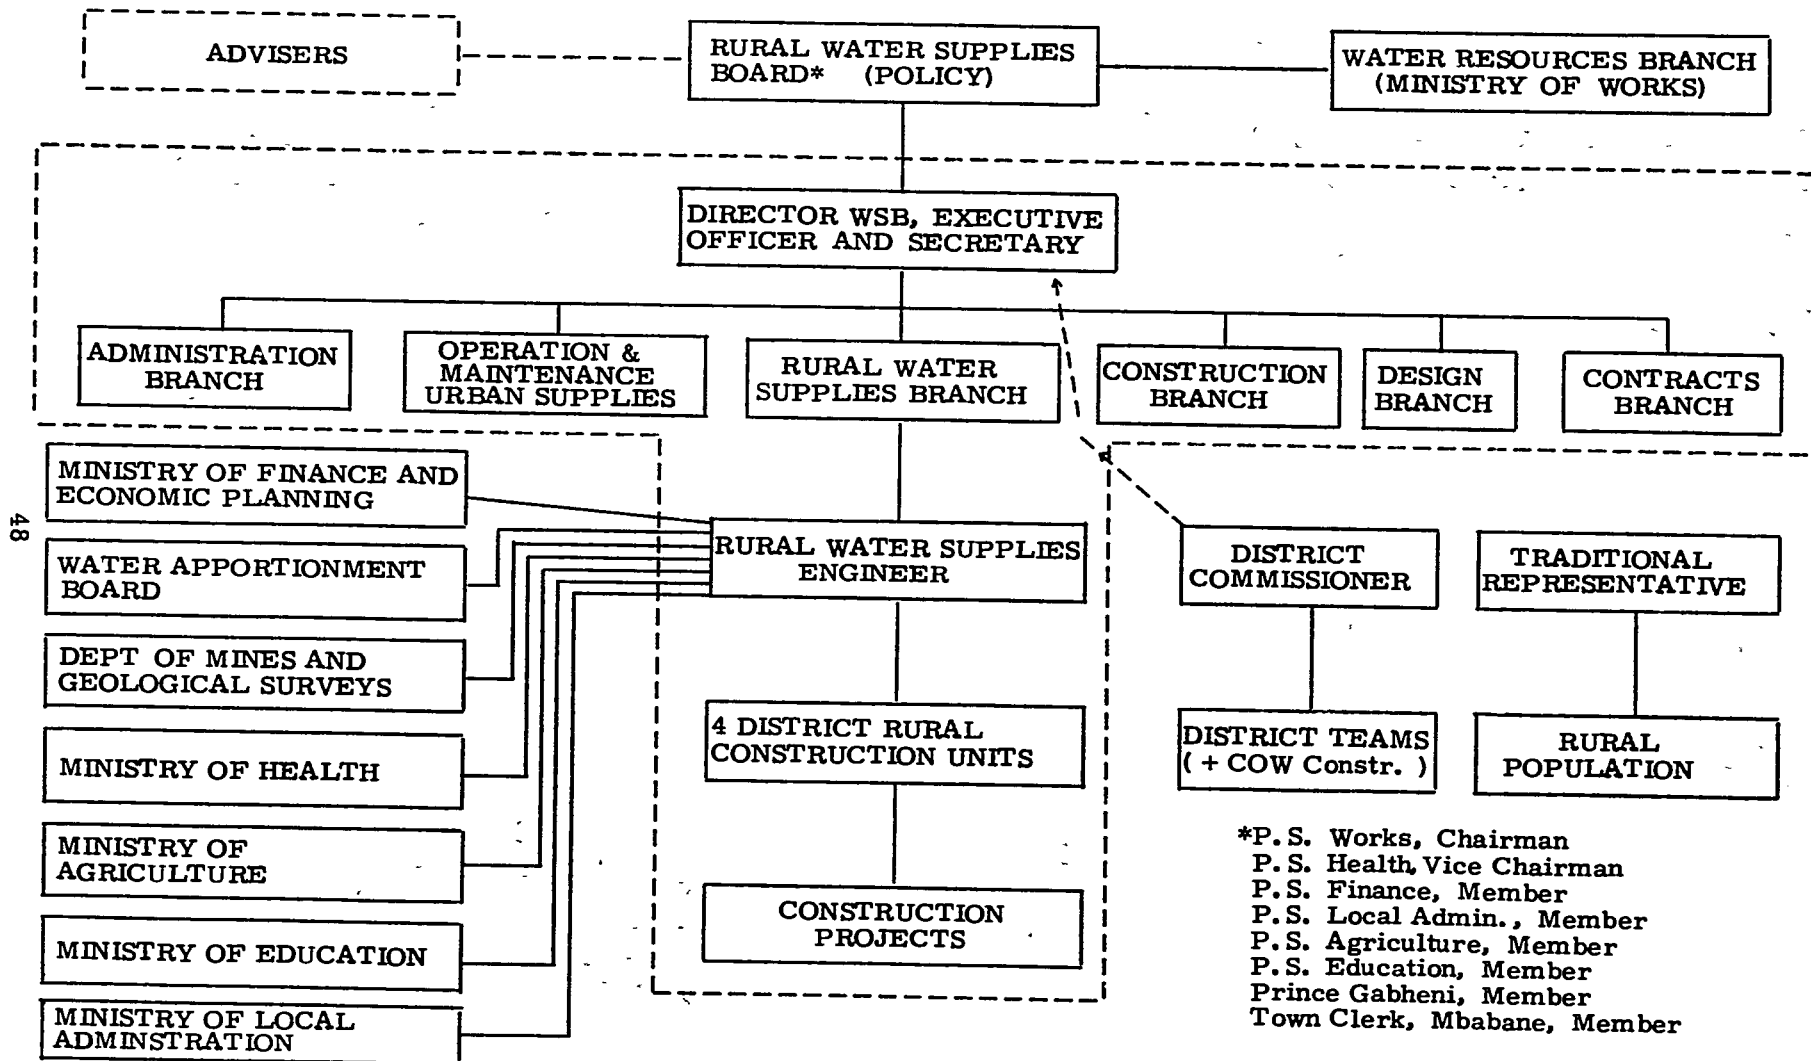 ADVISERS
RURAL WATER SUPPLIES
BOARD* (POLICY)
WATER RESOURCES BRANCH
(MINISTRY OF WORKS)
DIRECTOR WSB, EXECUTIVE
OFFICER AND SECRETARY
ADMINISTRATION
BRANCH
OPERATION &
MAINTENANCE
URBAN SUPPLIES
RURAL WATER
SUPPLIES BRANCH
CONSTRUCTION
BRANCH
DESIGN
BRANCH
CONTRACTS
BRANCH
MINISTRY OF FINANCE AND
ECONOMIC PLANNING
WATER APPORTIONMENT
BOARD
DEPT OF MINES AND
GEOLOGICAL SURVEYS
MINISTRY OF HEALTH
MINISTRY OF
AGRICULTURE
MINISTRY OF EDUCATION
MINISTRY OF LOCAL
ADMINSTRATION
RURAL WATER SUPPLIES
ENGINEER
4 DISTRICT RURAL
CONSTRUCTION UNITS
CONSTRUCTION
PROJECTS
DISTRICT
COMMISSIONER
TRADITIONAL
REPRESENTATIVE
DISTRICT TEAMS
( + COW Constr. )
RURAL
POPULATION
*P.S. Works, Chairman
P.S. Health, Vice Chairman
P.S. Finance, Member
P.S. Local Admin., Member
P.S. Agriculture, Member
P.S. Education, Member
Prince Gabheni, Member
Town Clerk, Mbabane, Member
48